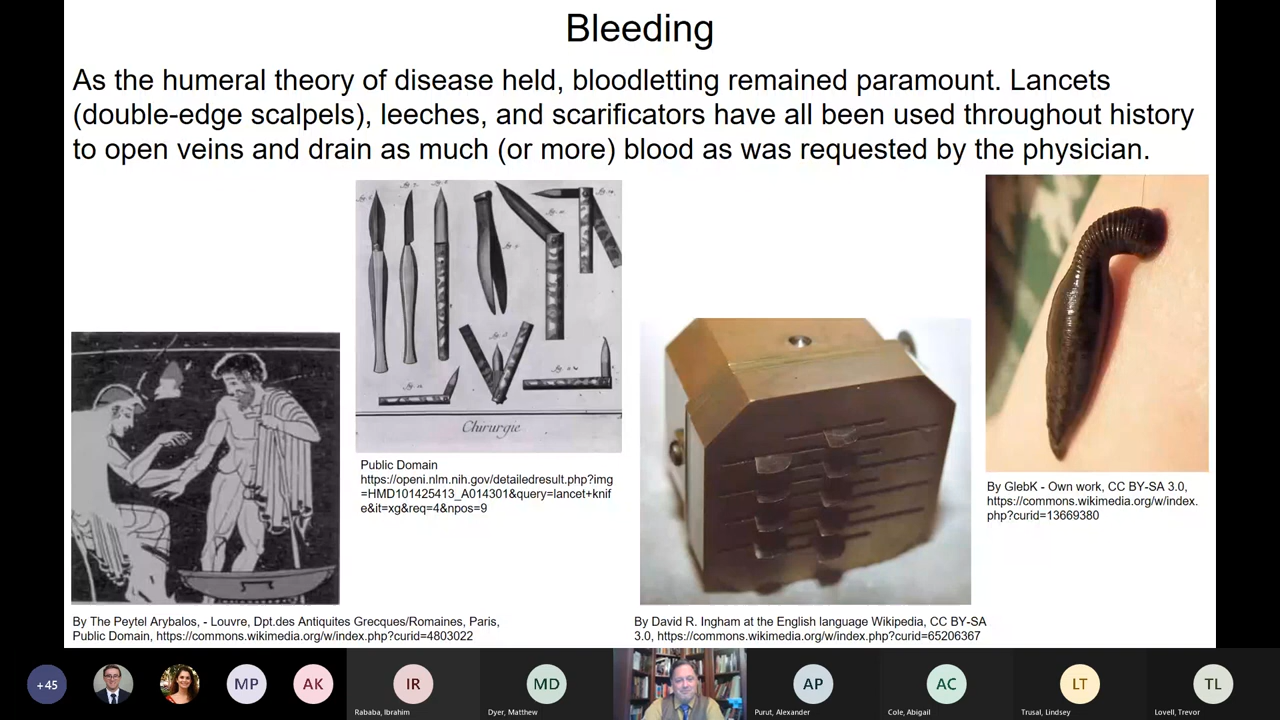 Bleeding
As the humeral theory of disease held, bloodletting remained paramount. Lancets
(double-edge scalpels), leeches, and scarificators have all been used throughout history
to open veins and drain as much (or more) blood as was requested by the physician.
Chirurgie
Public Domain
https://openi.nlm.nih.gov/detailedresult.php?img
=HMD101425413_A014301&query=lancet+knif
e&it=xg&req=4&npos=9
By GlebK - Own work, CC BY-SA 3.0,
https://commons.wikimedia.org/w/index.
php?curid=13669380
By The Peytel Arybalos, - Louvre, Dpt.des Antiquites Grecques/Romaines, Paris,
Public Domain, https://commons.wikimedia.org/w/index.php?curid=4803022
By David R. Ingham at the English language Wikipedia, CC BY-SA
3.0, https://commons.wikimedia.org/w/index.php?curid=65206367
+45
MP
AK
IR
MD
AP
AC
LT
TL
Rababa, Ibrahim
Dyer, Matthew
Purut, Alexander
Cole, Abigail
Trusal, Lindsey
Lovell, Trevor